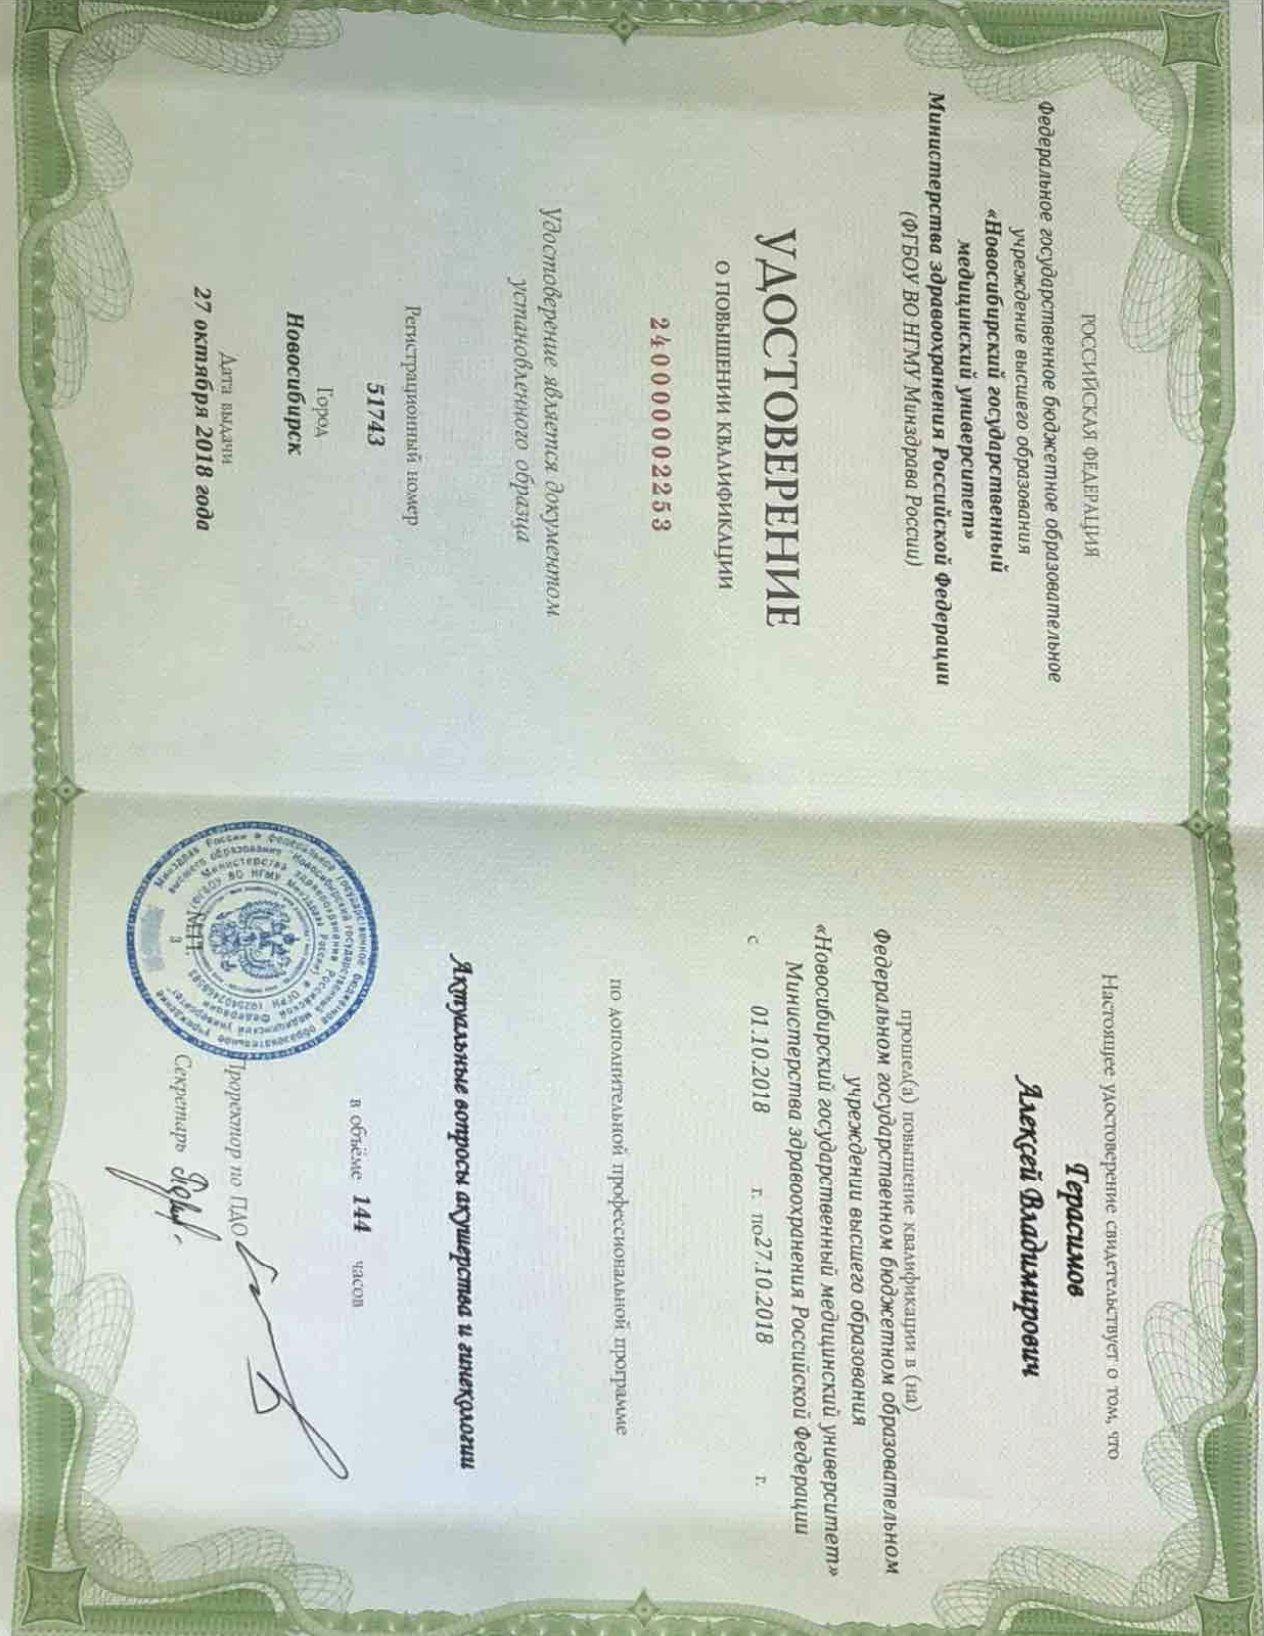 РОССИЙСКАЯ ФЕДЕРАЦИЯ
Федеральное государственное бюджетное образовательное
учреждение высшего образования
«Новосибирский государственный
медицинский университет»
Министерства здравоохранения Российской Федерации
(ФГБОУ ВО НГМУ Минздрава России)
УДОСТОВЕРЕНИЕ
О ПОВЫШЕНИИ КВАЛИФИКАЦИИ
240000002253
Удостоверение является документом
установленного образца
Регистрационный номер
51743
Город
Новосибирск
Дата выдачи
27 октября 2018 года
Настоящее удостоверение свидетельствует о том, что
Герасимов
Алексей Владимирович
прошел(а) повышение квалификации в (на)
Федеральном государственном бюджетном образовательном
учреждении высшего образования
«Новосибирский государственный медицинский университет»
Министерства здравоохранения Российской Федерации
с 01.10.2018 г. по 27.10.2018 г.
по дополнительной профессиональной программе
Актуальные вопросы акушерства и гинекологии
в объёме 144 часов
М.П.
Проректор по ПДО
Секретарь